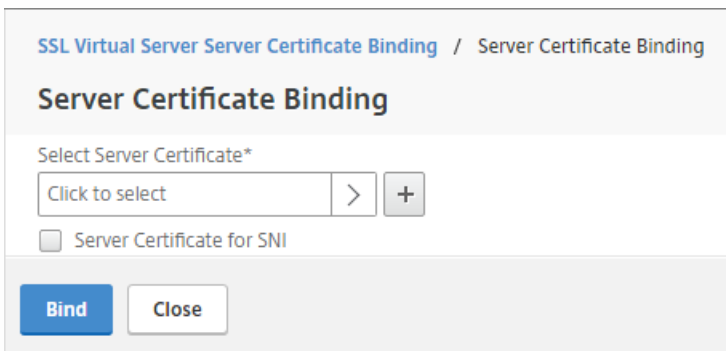 SSL Virtual Server Server Certificate Binding / Server Certificate Binding
Server Certificate Binding
Select Server Certificate*
Click to select > +
Server Certificate for SNI
Bind Close